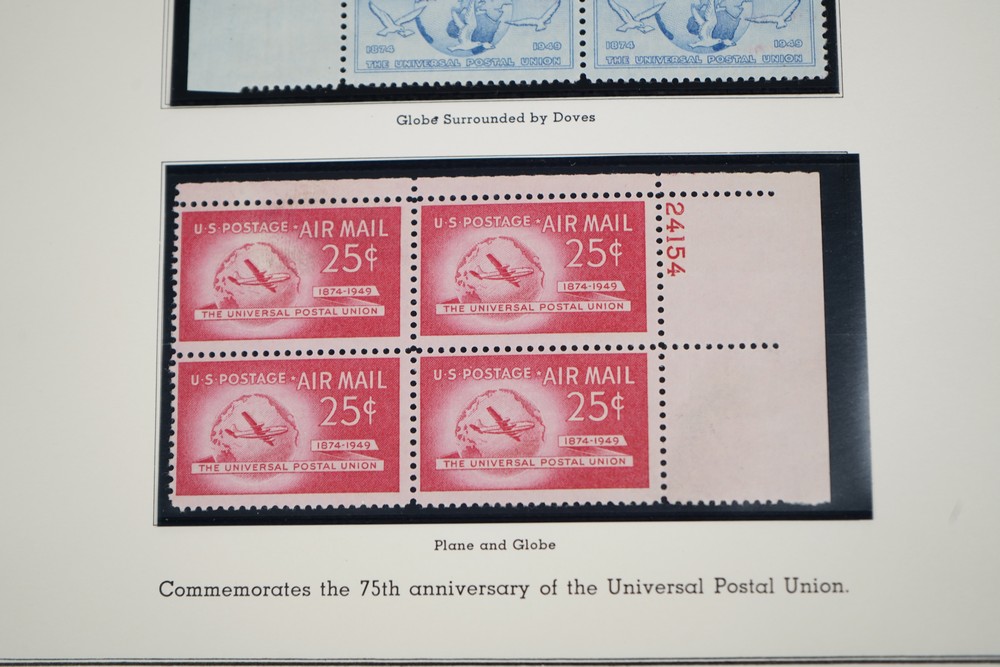 1874 1949 1874 1949
THE UNIVERSAL POSTAL UNION THE UNIVERSAL POSTAL UNION
Globe Surrounded by Doves
U·S·POSTAGE·AIR MAIL
25¢
1874-1949
THE UNIVERSAL POSTAL UNION
U·S·POSTAGE·AIR MAIL
25¢
1874-1949
THE UNIVERSAL POSTAL UNION
24154
U·S·POSTAGE·AIR MAIL
25¢
1874-1949
THE UNIVERSAL POSTAL UNION
U·S·POSTAGE·AIR MAIL
25¢
1874-1949
THE UNIVERSAL POSTAL UNION
Plane and Globe
Commemorates the 75th anniversary of the Universal Postal Union.